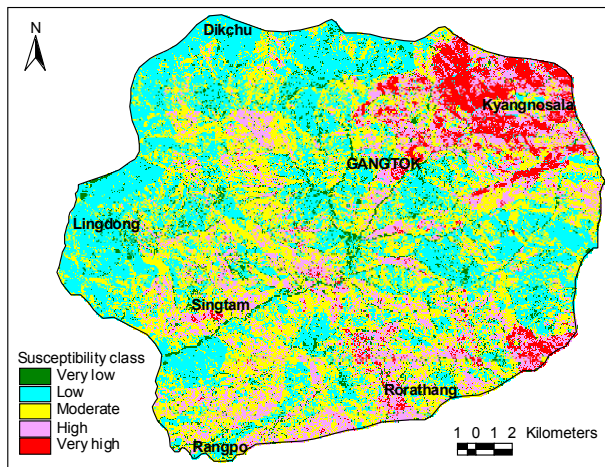 N
Dikchu
Kyangnosala
GANGTOK
Lingdong
Singtam
Susceptibility class
Very low
Low
Moderate
High
Very high
Rorathang
Rangpo
1 0 1 2 Kilometers